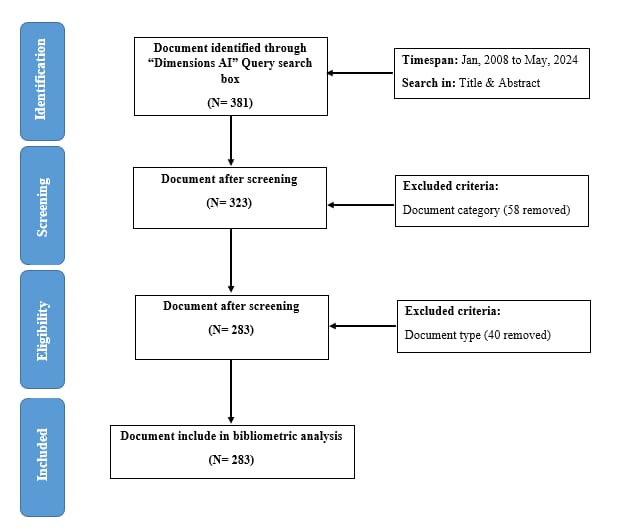 Identification
Document identified through
“Dimensions AI” Query search
box
(N= 381)
Timespan: Jan, 2008 to May, 2024
Search in: Title & Abstract
Screening
Document after screening
(N= 323)
Excluded criteria:
Document category (58 removed)
Eligibility
Document after screening
(N= 283)
Excluded criteria:
Document type (40 removed)
Included
Document include in bibliometric analysis
(N= 283)